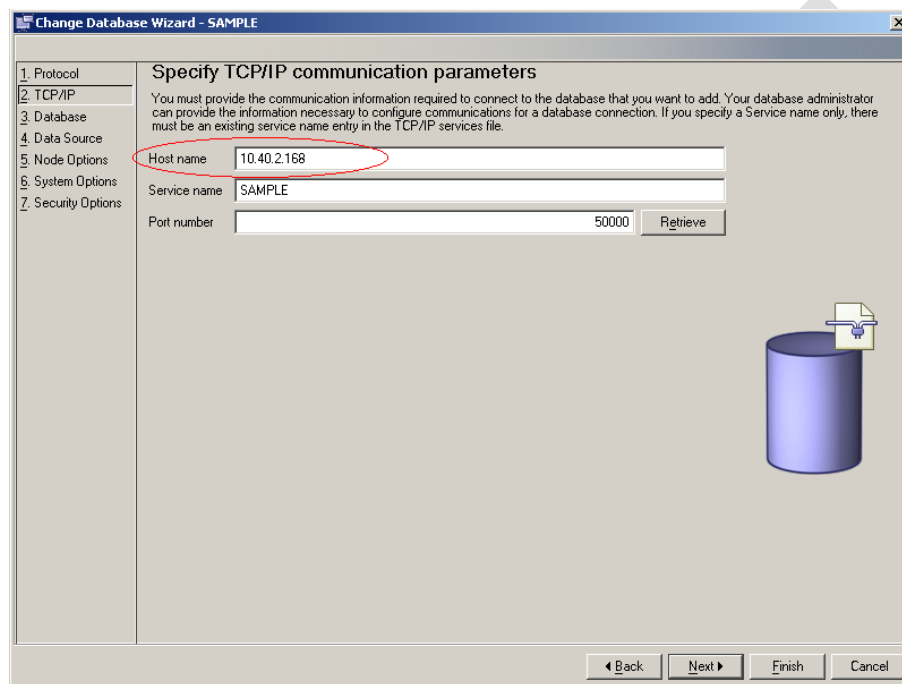 Change Database Wizard - SAMPLE
1. Protocol
2. TCP/IP
3. Database
4. Data Source
5. Node Options
6. System Options
7. Security Options
Specify TCP/IP communication parameters
You must provide the communication information required to connect to the database that you want to add. Your database administrator
can provide the information necessary to configure communications for a database connection. If you specify a Service name only, there
must be an existing service name entry in the TCP/IP services file.
Host name 10.40.2.168
Service name SAMPLE
Port number 50000 Retrieve
Back Next Finish Cancel